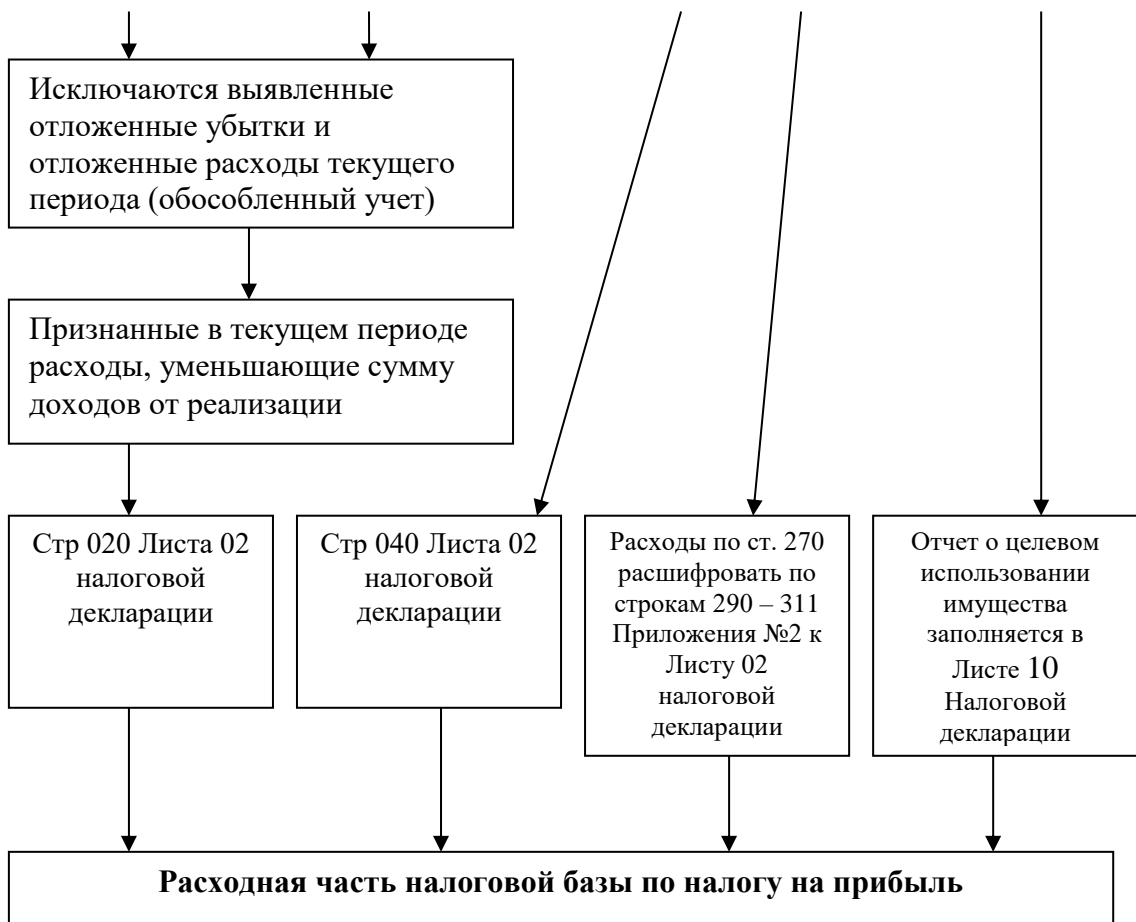 Исключаются выявленные
отложенные убытки и
отложенные расходы текущего
периода (обособленный учет)
Признанные в текущем периоде
расходы, уменьшающие сумму
доходов от реализации
Стр 020 Листа 02
налоговой
декларации
Стр 040 Листа 02
налоговой
декларации
Расходы по ст. 270
расшифровать по
строкам 290 – 311
Приложения №2 к
Листу 02
налоговой
декларации
Отчет о целевом
использовании
имущества
заполняется в
Листе 10
Налоговой
декларации
Расходная часть налоговой базы по налогу на прибыль